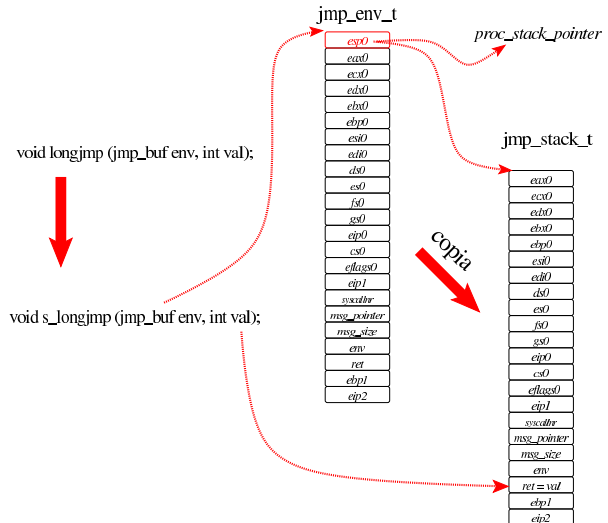 jmp_env_t
esp0
eax0
ecx0
edx0
ebx0
ebp0
esi0
edi0
ds0
es0
fs0
gs0
eip0
cs0
eflags0
eip1
syscallnr
msg_pointer
msg_size
env
ret
ebp1
eip2
proc_stack_pointer
void longjmp (jmp_buf env, int val);
void s_longjmp (jmp_buf env, int val);
copia
jmp_stack_t
eax0
ecx0
edx0
ebx0
ebp0
esi0
edi0
ds0
es0
fs0
gs0
eip0
cs0
eflags0
eip1
syscallnr
msg_pointer
msg_size
env
ret = val
ebp1
eip2